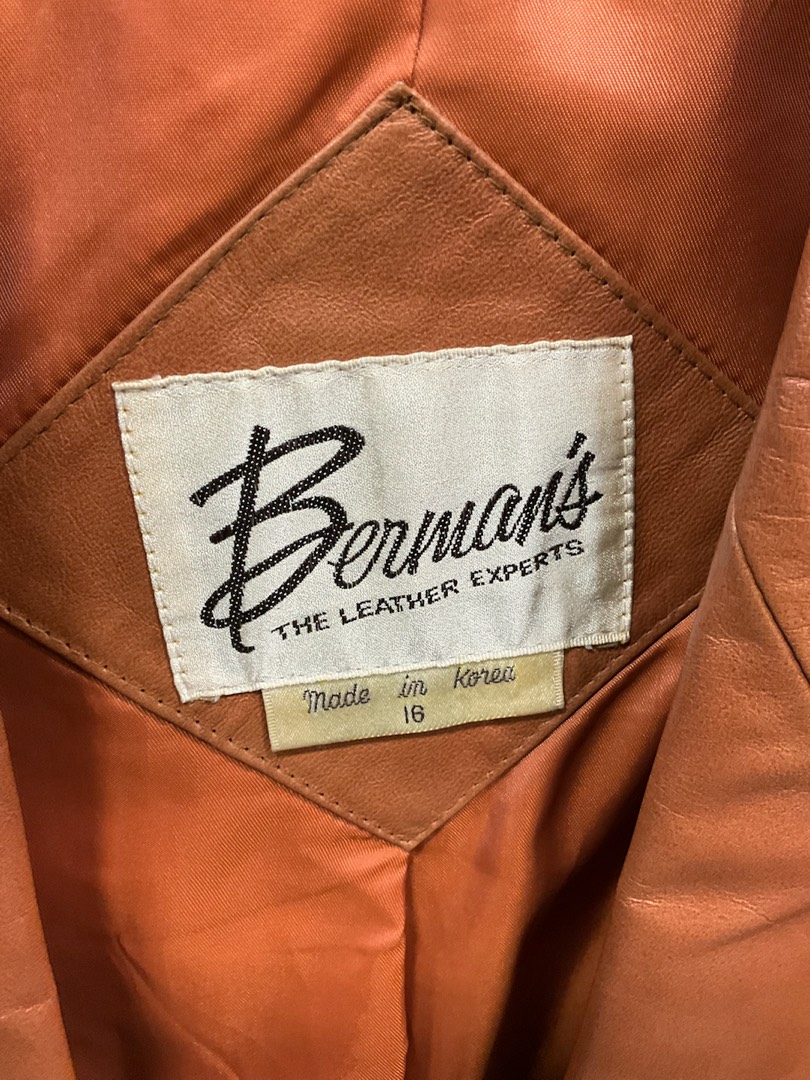 Berman's
THE LEATHER EXPERTS
Made in Korea
16